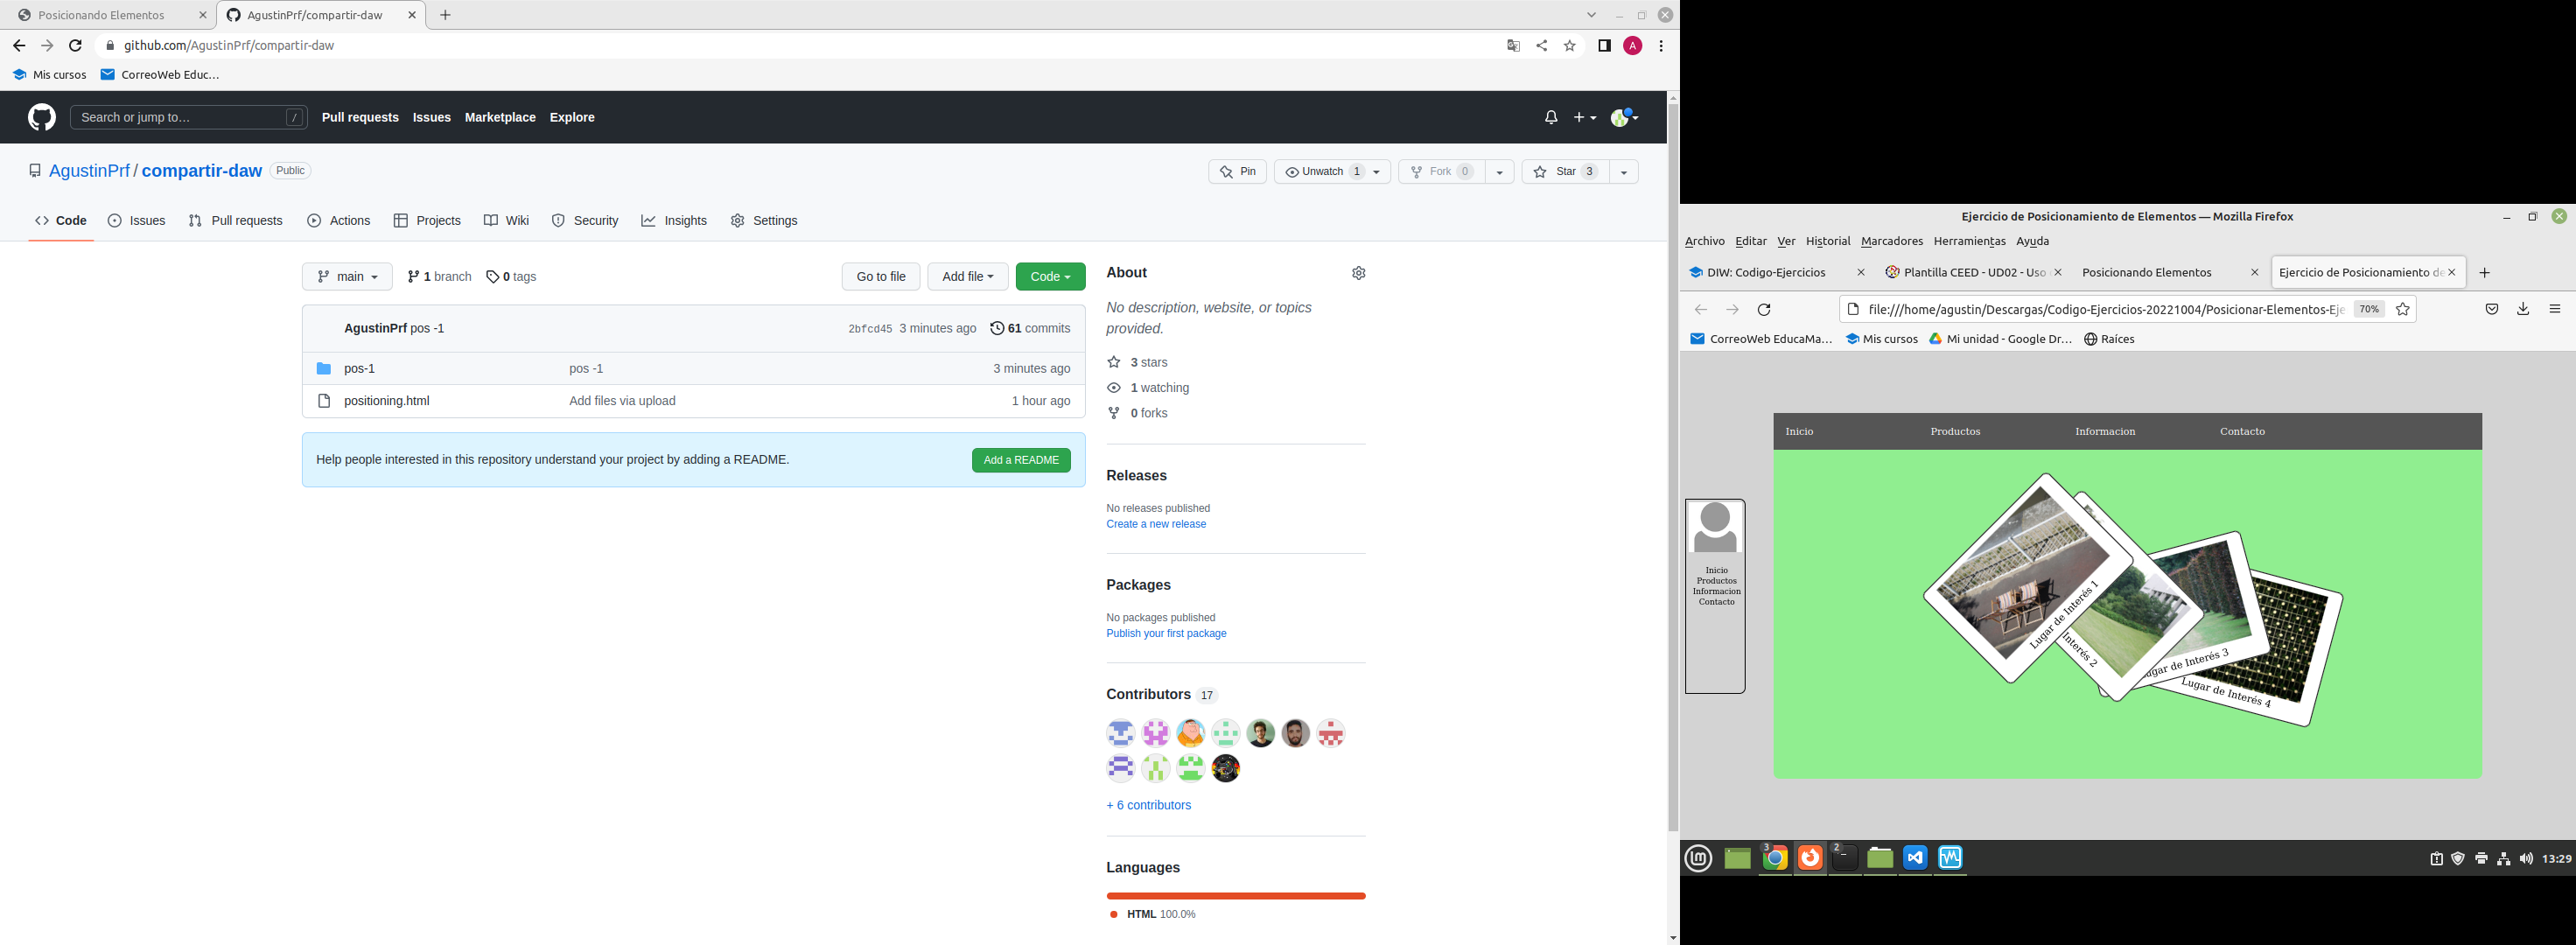 Posicionando Elementos
AgustinPrf/compartir-daw
github.com/AgustinPrf/compartir-daw
A
Mis cursos
CorreoWeb Educ...
Search or jump to...
/
Pull requests
Issues
Marketplace
Explore
AgustinPrf / compartir-daw
Public
Pin
Unwatch 1
Fork 0
Star 3
Code
Issues
Pull requests
Actions
Projects
Wiki
Security
Insights
Settings
main
1 branch
0 tags
Go to file
Add file
Code
AgustinPrf pos -1
2bfcd45 3 minutes ago
61 commits
pos-1
pos -1
3 minutes ago
positioning.html
Add files via upload
1 hour ago
Help people interested in this repository understand your project by adding a README.
Add a README
About
No description, website, or topics
provided.
3 stars
1 watching
0 forks
Releases
No releases published
Create a new release
Packages
No packages published
Publish your first package
Contributors 17
+ 6 contributors
Languages
HTML 100.0%
Ejercicio de Posicionamiento de Elementos — Mozilla Firefox
Archivo
Editar
Ver
Historial
Marcadores
Herramientas
Ayuda
DIW: Codigo-Ejercicios
Plantilla CEED - UD02 - Uso
Posicionando Elementos
Ejercicio de Posicionamiento de
file:///home/agustin/Descargas/Codigo-Ejercicios-20221004/Posicionar-Elementos-Eje
70%
CorreoWeb EducaMa...
Mis cursos
Mi unidad - Google Dr...
Raíces
Inicio
Productos
Informacion
Contacto
Inicio
Productos
Informacion
Contacto
Lugar de Interés 1
Interés 2
ugar de Interés 3
Lugar de Interés 4
3
2
13:29